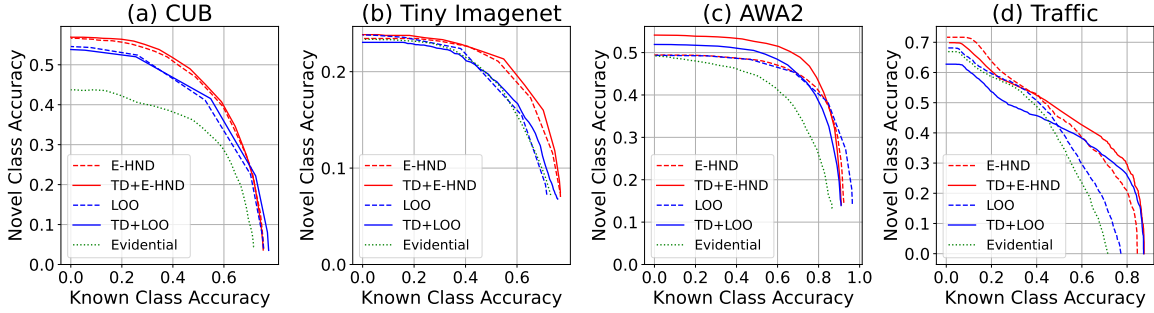 (a) CUB
Novel Class Accuracy
0.5
0.4
0.3
0.2
0.1
0.0
E-HND
TD+E-HND
LOO
TD+LOO
Evidential
0.0 0.2 0.4 0.6
Known Class Accuracy
(b) Tiny Imagenet
Novel Class Accuracy
0.2
0.1
0.0
E-HND
TD+E-HND
LOO
TD+LOO
Evidential
0.0 0.2 0.4 0.6
Known Class Accuracy
(c) AWA2
Novel Class Accuracy
0.5
0.4
0.3
0.2
0.1
0.0
E-HND
TD+E-HND
LOO
TD+LOO
Evidential
0.0 0.2 0.4 0.6 0.8 1.0
Known Class Accuracy
(d) Traffic
Novel Class Accuracy
0.7
0.6
0.5
0.4
0.3
0.2
0.1
0.0
E-HND
TD+E-HND
LOO
TD+LOO
Evidential
0.0 0.2 0.4 0.6 0.8
Known Class Accuracy